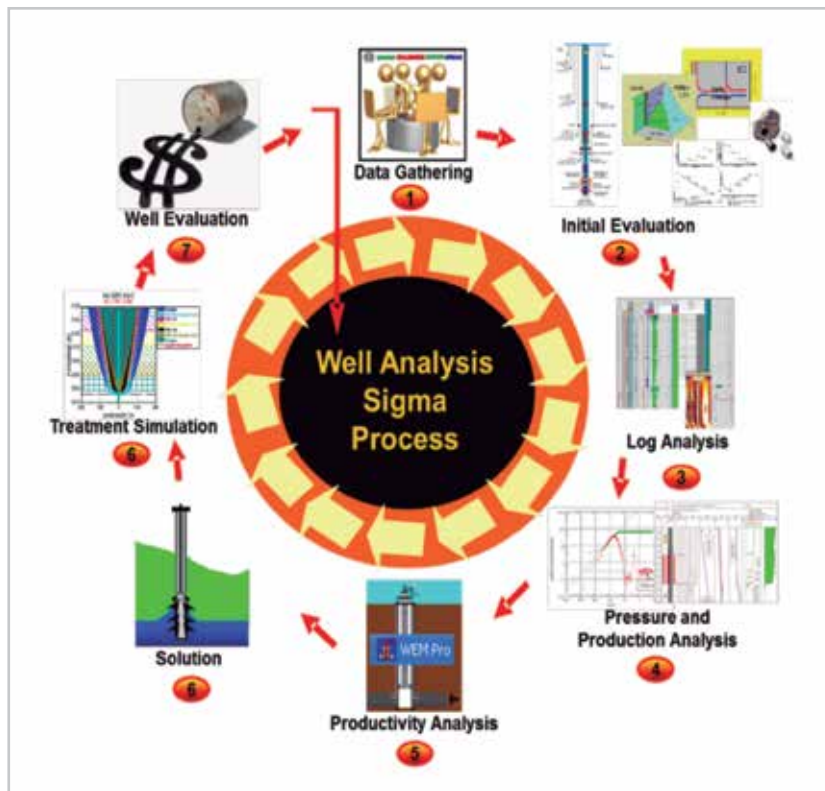 Data Gathering
1
Initial Evaluation
2
Log Analysis
3
Pressure and
Production Analysis
4
WEM Pro
Productivity Analysis
5
Solution
6
Treatment Simulation
6
Well Evaluation
7
Well Analysis
Sigma
Process